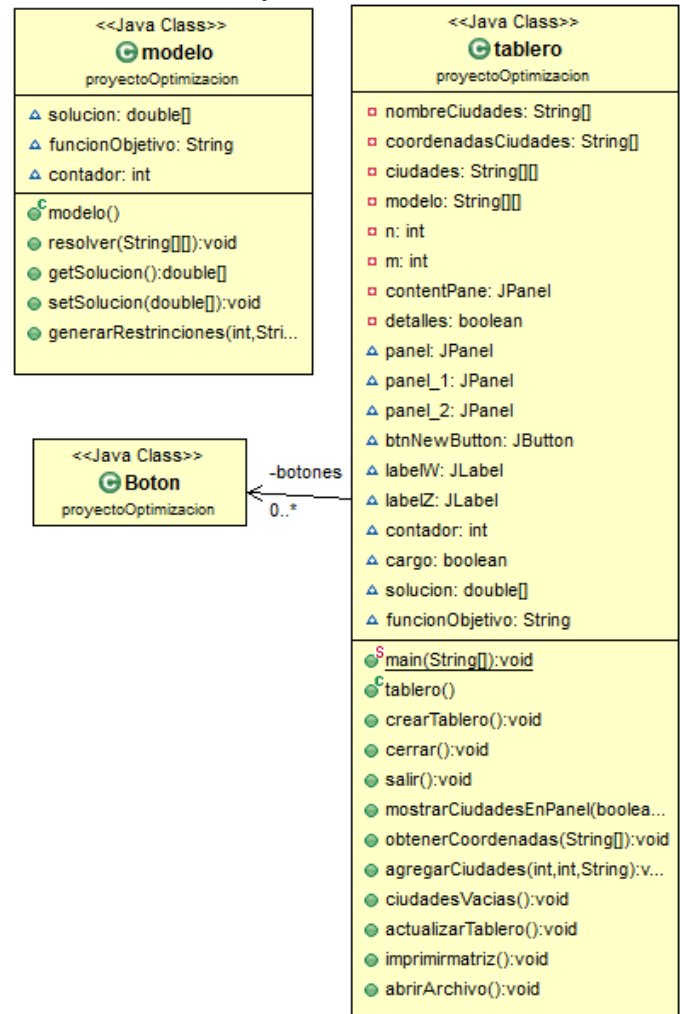 <<Java Class>>
modelo
proyectoOptimizacion
solucion: double[]
funcionObjetivo: String
contador: int
modelo()
resolver(String[][]):void
getSolucion():double[]
setSolucion(double[]):void
generarRestrinciones(int,Stri...
<<Java Class>>
Boton
proyectoOptimizacion
-botones
0..*
<<Java Class>>
tablero
proyectoOptimizacion
nombreCiudades: String[]
coordenadasCiudades: String[]
ciudades: String[][]
modelo: String[][]
n: int
m: int
contentPane: JPanel
detalles: boolean
panel: JPanel
panel_1: JPanel
panel_2: JPanel
btnNewButton: JButton
labelW: JLabel
labelZ: JLabel
contador: int
cargo: boolean
solucion: double[]
funcionObjetivo: String
main(String[]):void
tablero()
crearTablero():void
cerrar():void
salir():void
mostrarCiudadesEnPanel(boolea...
obtenerCoordenadas(String[]):void
agregarCiudades(int,int,String):v...
ciudadesVacias():void
actualizarTablero():void
imprimirmatriz():void
abrirArchivo():void